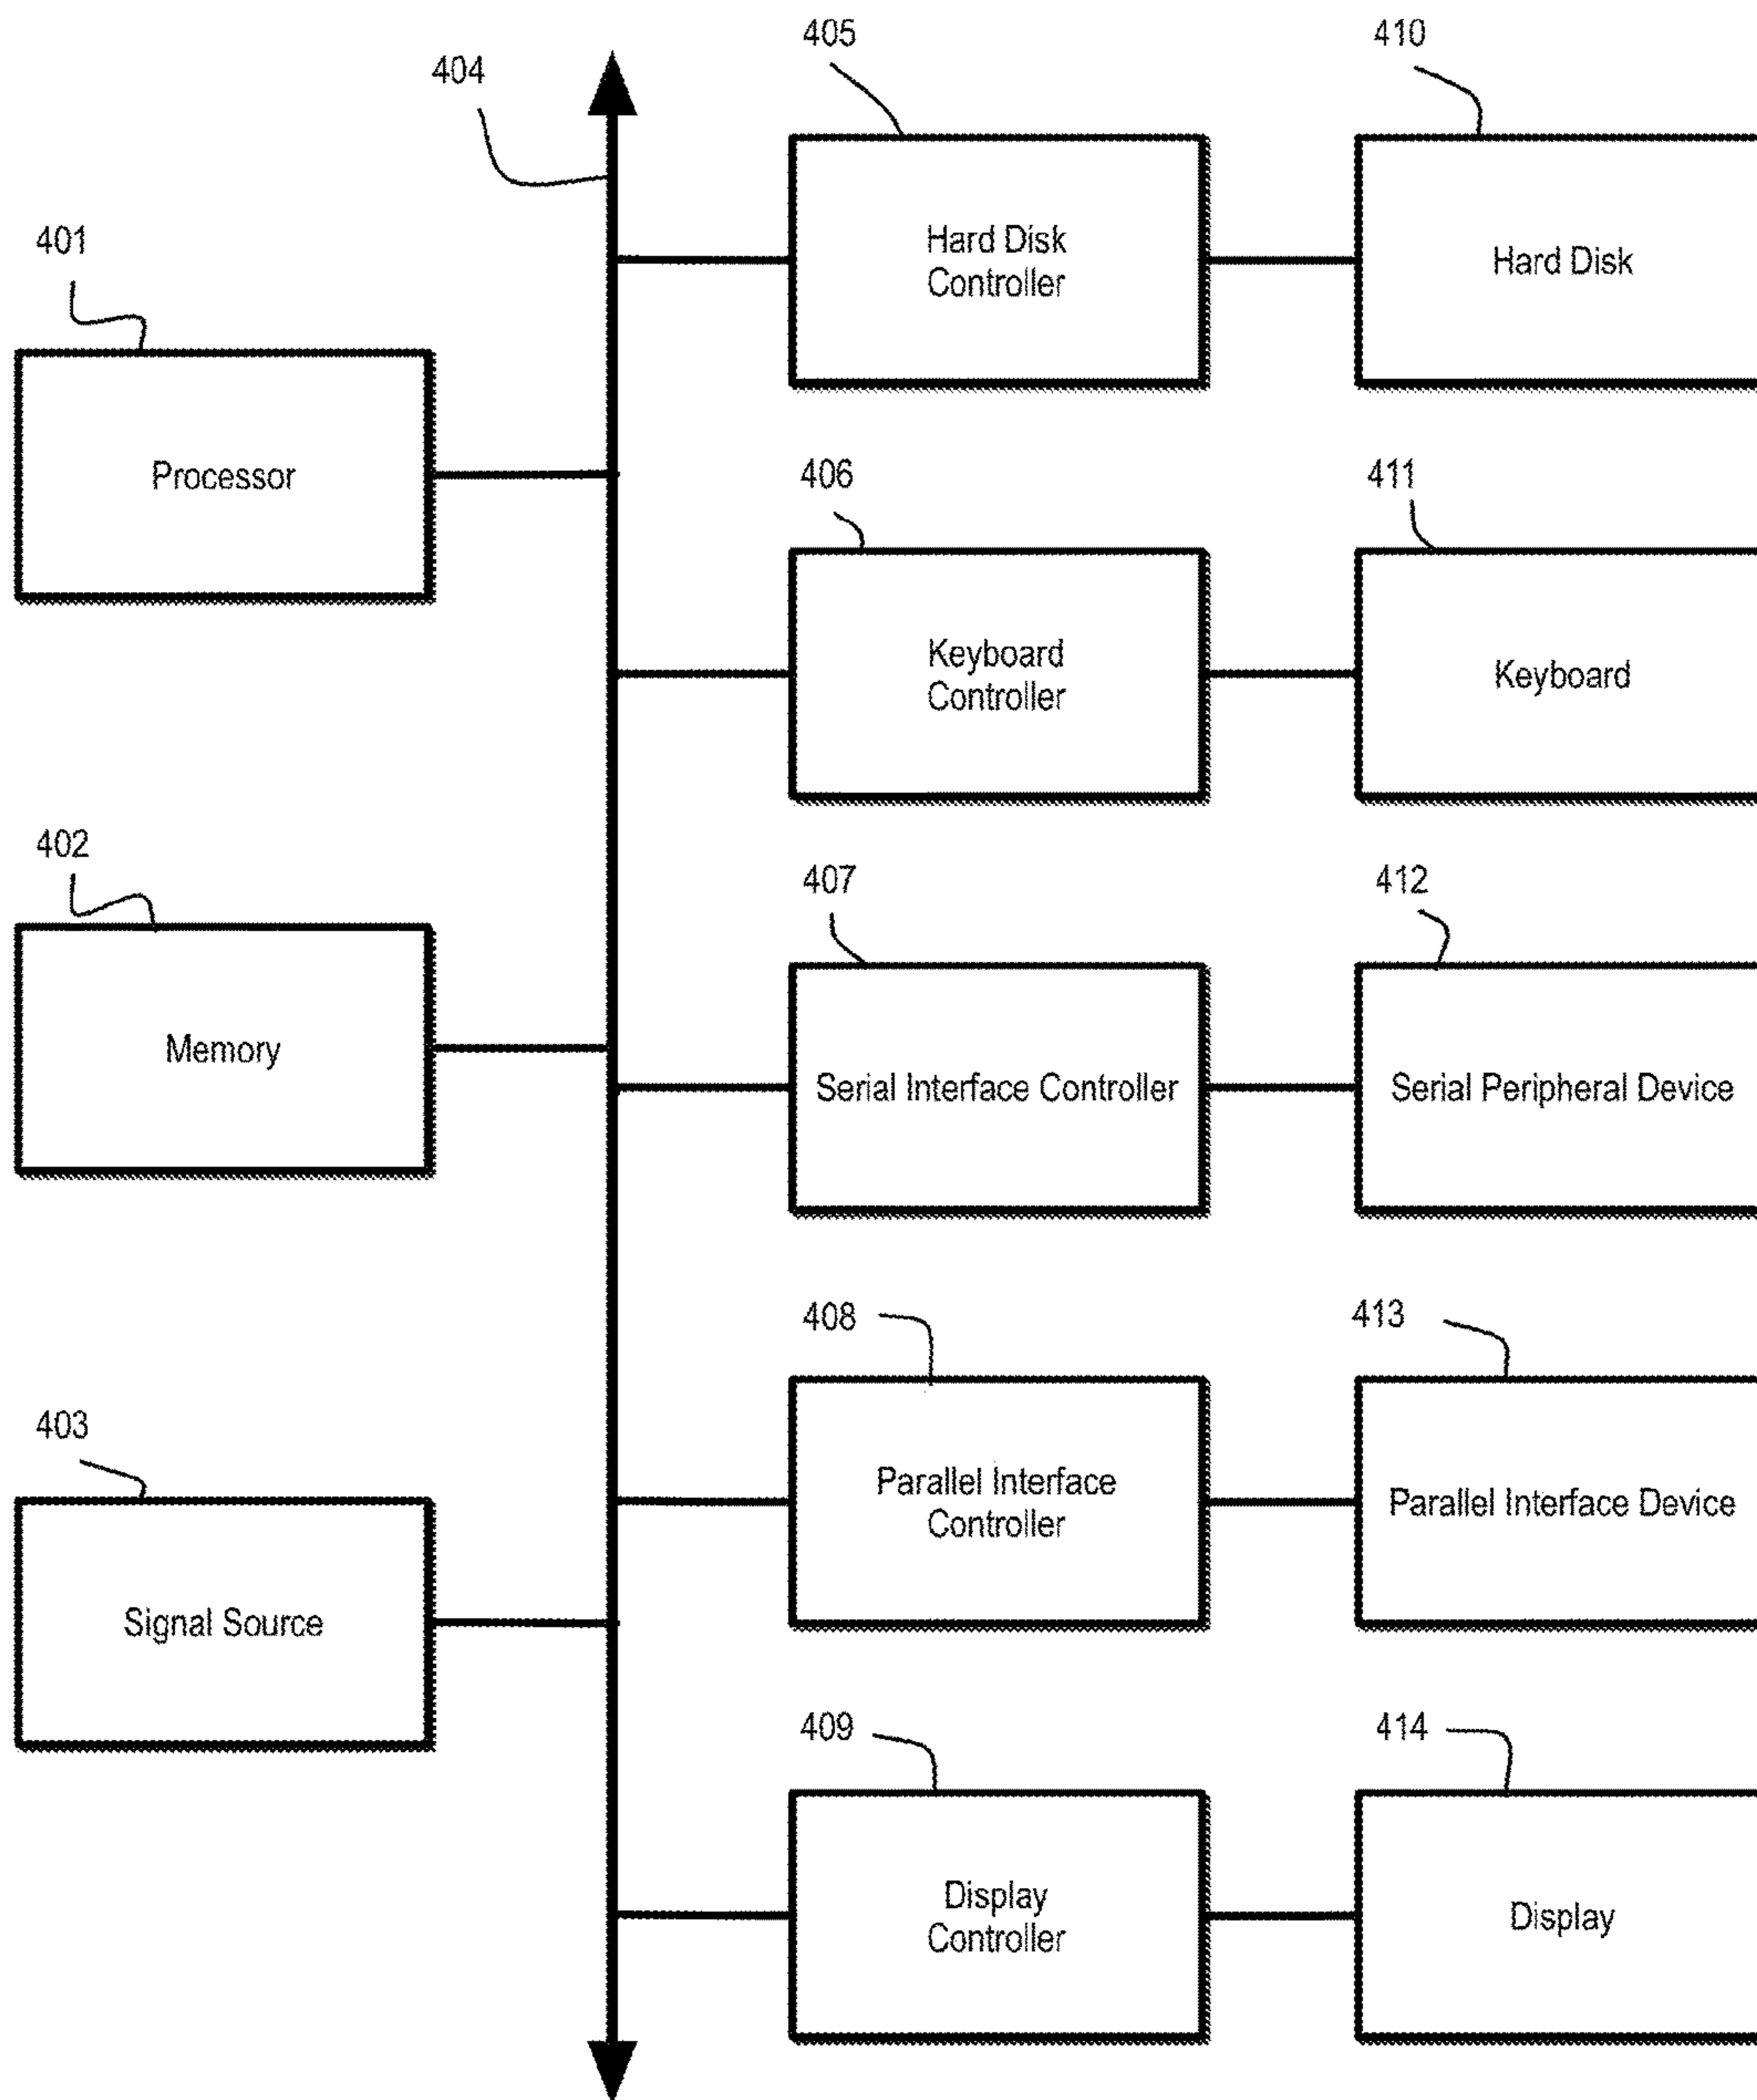 404
405
410
401
Hard Disk
Controller
Hard Disk
Processor
406
411
Keyboard
Controller
Keyboard
402
407
412
Memory
Serial Interface Controller
Serial Peripheral Device
408
413
403
Parallel Interface
Controller
Parallel Interface Device
Signal Source
409
414
Display
Controller
Display